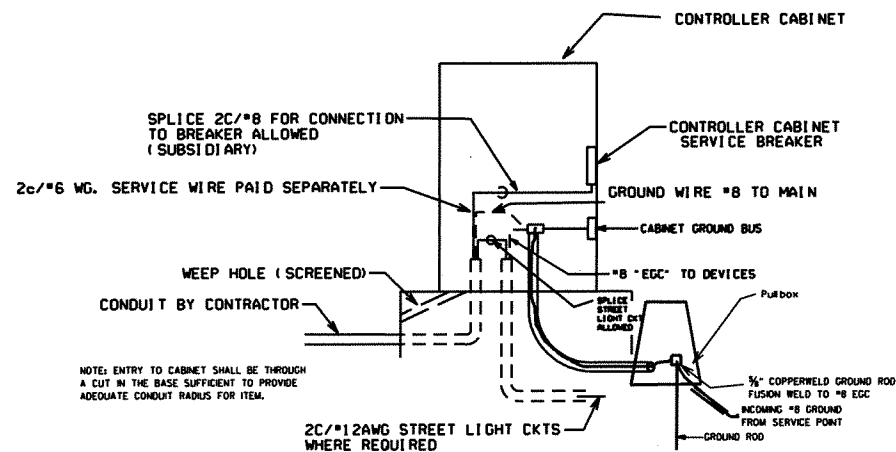 CONTROLLER CABINET
SPLICE 2C/#8 FOR CONNECTION
TO BREAKER ALLOWED
(SUBSIDIARY)
CONTROLLER CABINET
SERVICE BREAKER
2c/#6 WG. SERVICE WIRE PAID SEPARATELY
GROUND WIRE #8 TO MAIN
CABINET GROUND BUS
WEEP HOLE (SCREENED)
#8 "EGC" TO DEVICES
CONDUIT BY CONTRACTOR
SPLICE
STREET
LIGHT CKT
ALLOWED
Pullbox
NOTE: ENTRY TO CABINET SHALL BE THROUGH
A CUT IN THE BASE SUFFICIENT TO PROVIDE
ADEQUATE CONDUIT RADIUS FOR ITEM.
⅝" COPPERWELD GROUND ROD
FUSION WELD TO #8 EGC
INCOMING #8 GROUND
FROM SERVICE POINT
GROUND ROD
2C/#12AWG STREET LIGHT CKTS
WHERE REQUIRED